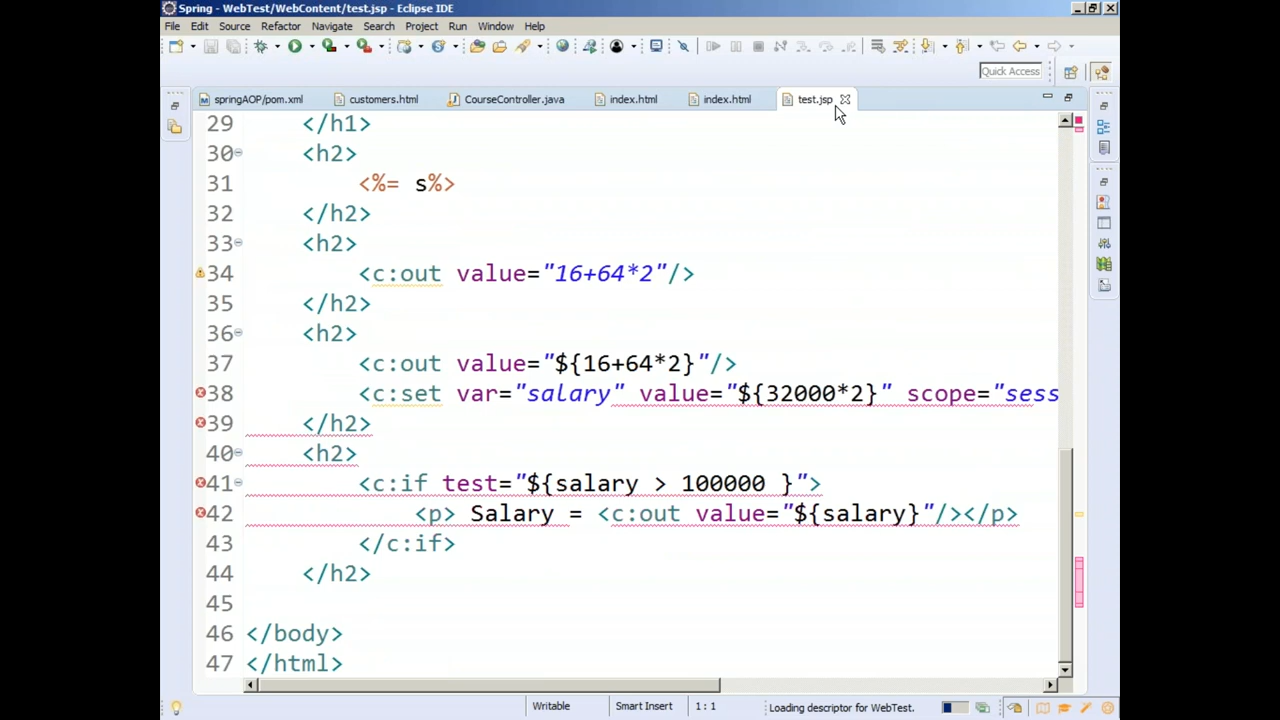 Spring - WebTest/WebContent/test.jsp - Eclipse IDE
File Edit Source Refactor Navigate Search Project Run Window Help
Quick Access
springAOP/pom.xml customers.html CourseController.java index.html index.html test.jsp
29 </h1>
30 <h2>
31 <%= s%>
32 </h2>
33 <h2>
34 <c:out value="16+64*2"/>
35 </h2>
36 <h2>
37 <c:out value="${16+64*2}"/>
38 <c:set var="salary" value="${32000*2}" scope="sess
39 </h2>
40 <h2>
41 <c:if test="${salary > 100000 }">
42 <p> Salary = <c:out value="${salary}"/></p>
43 </c:if>
44 </h2>
45
46 </body>
47 </html>
Writable Smart Insert 1 : 1 Loading descriptor for WebTest.